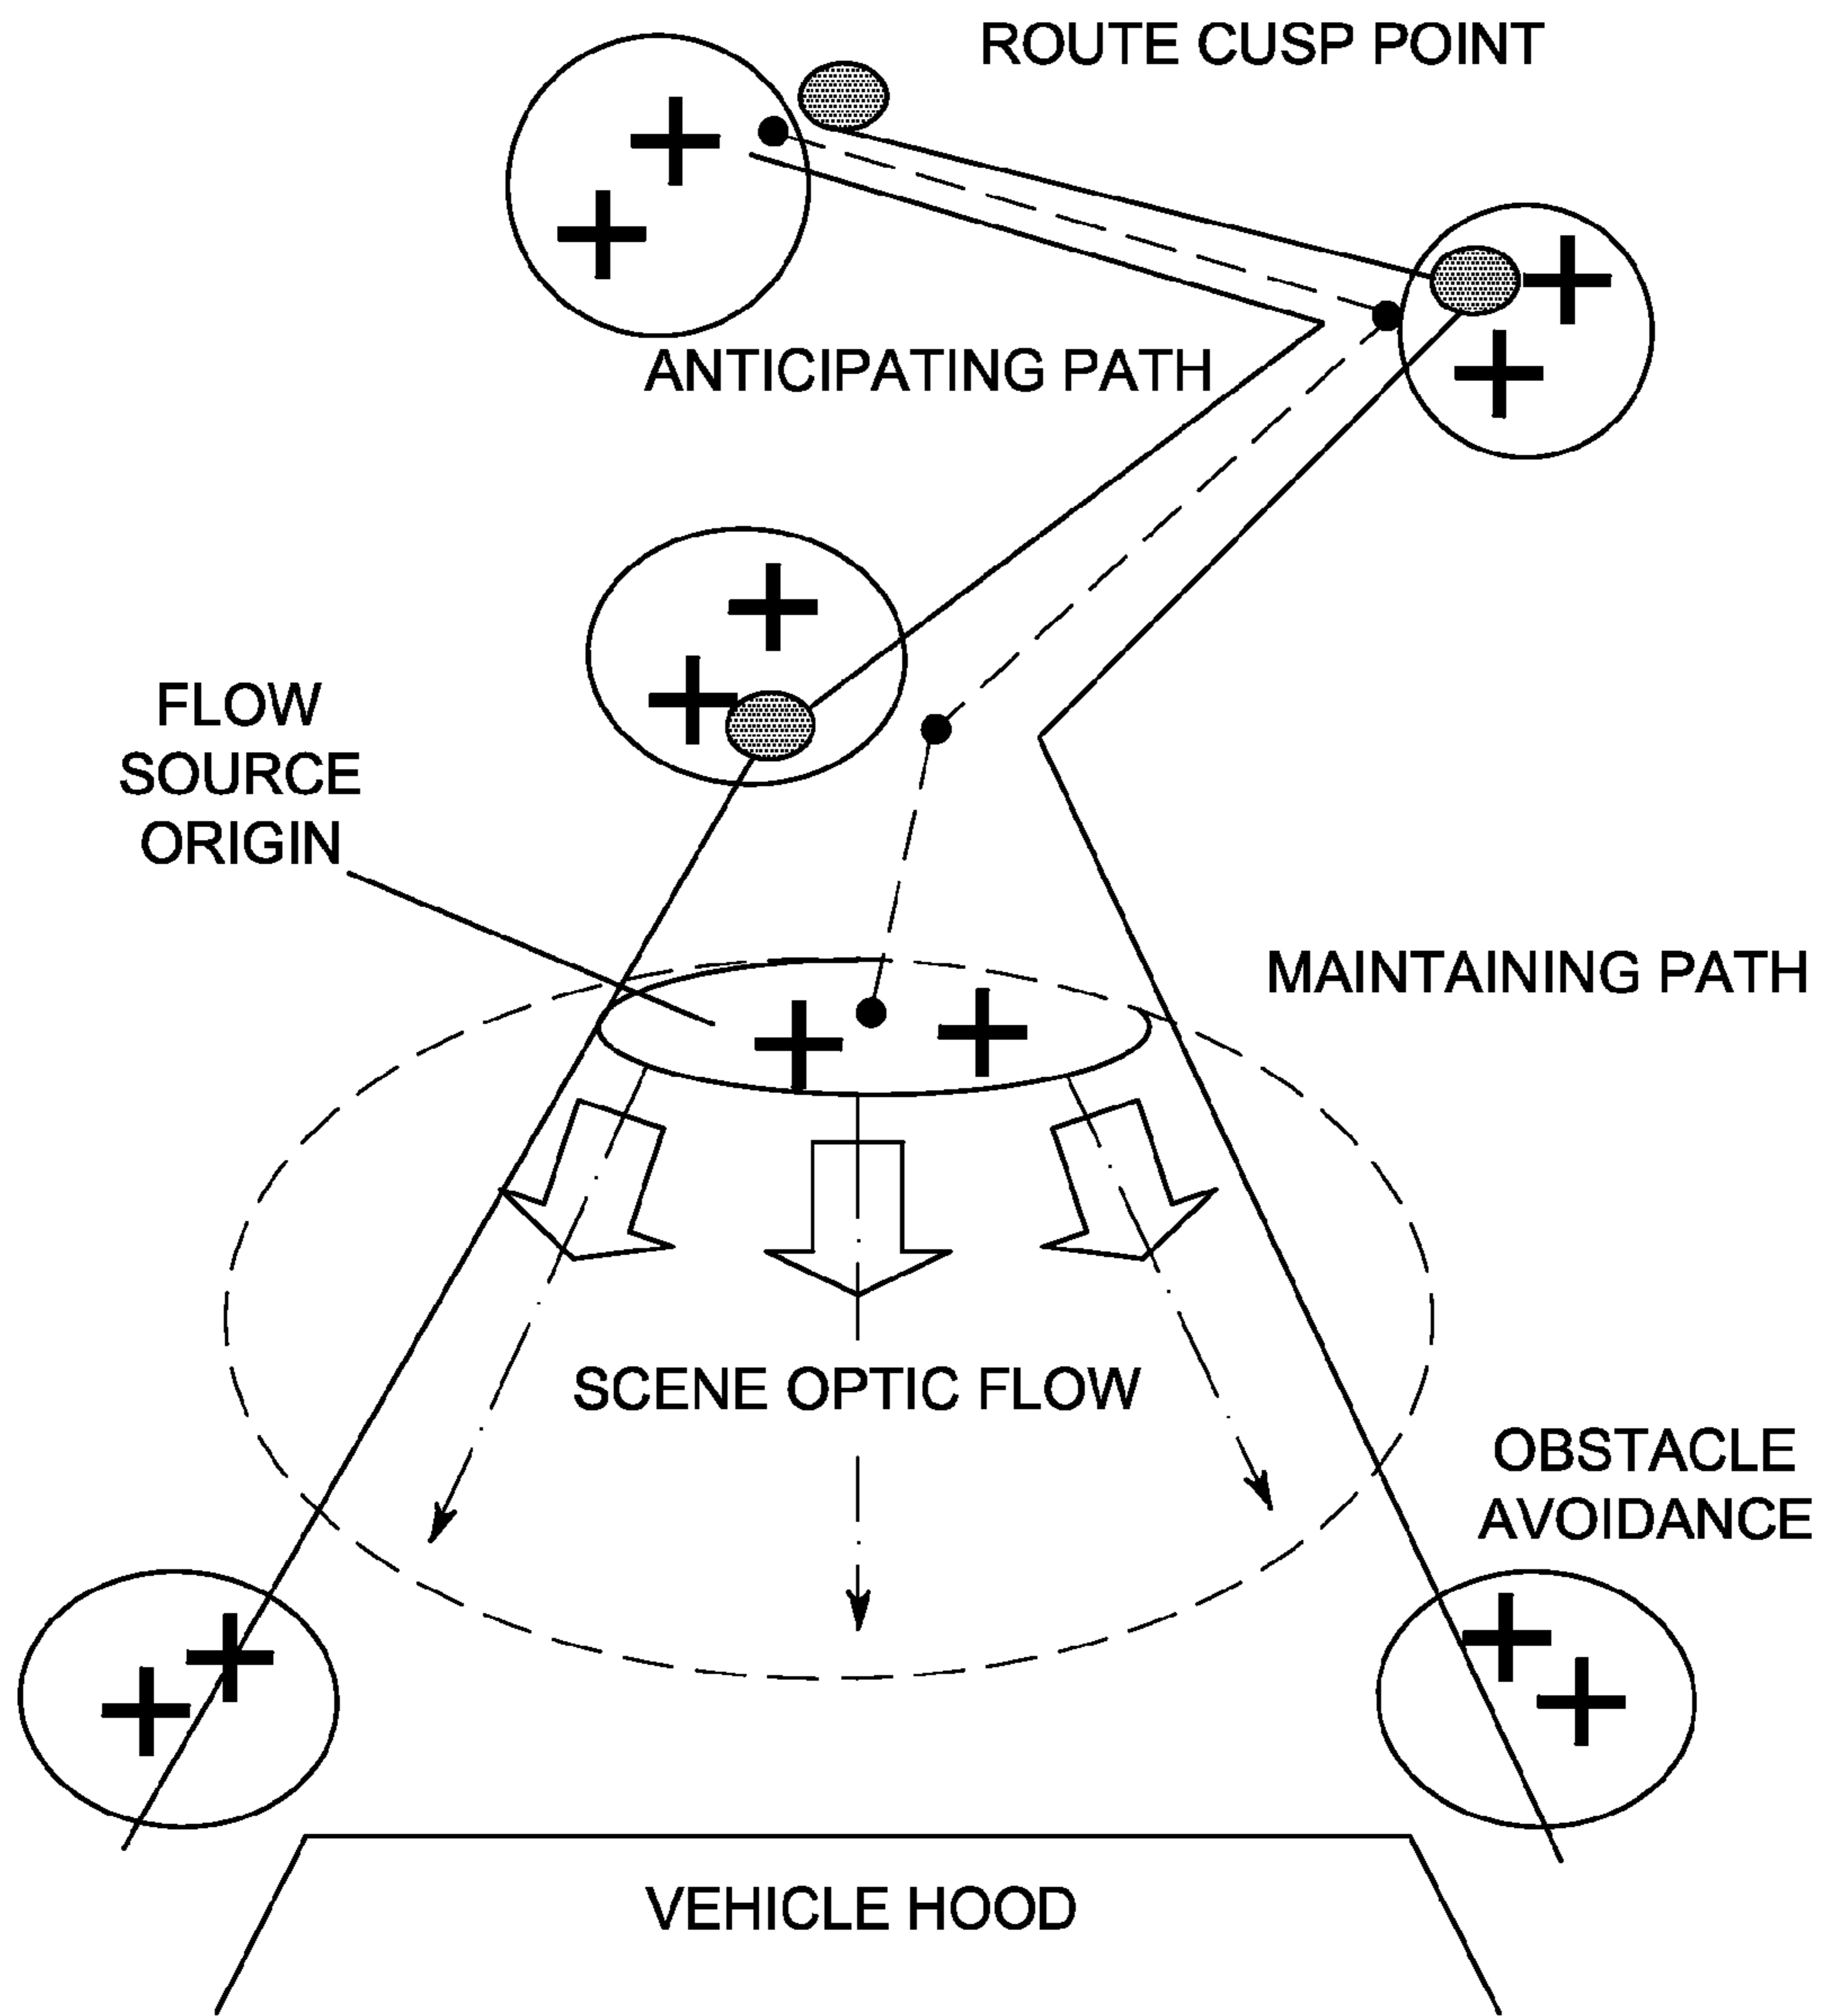 ROUTE CUSP POINT
ANTICIPATING PATH
FLOW
SOURCE
ORIGIN
MAINTAINING PATH
SCENE OPTIC FLOW
OBSTACLE
AVOIDANCE
VEHICLE HOOD